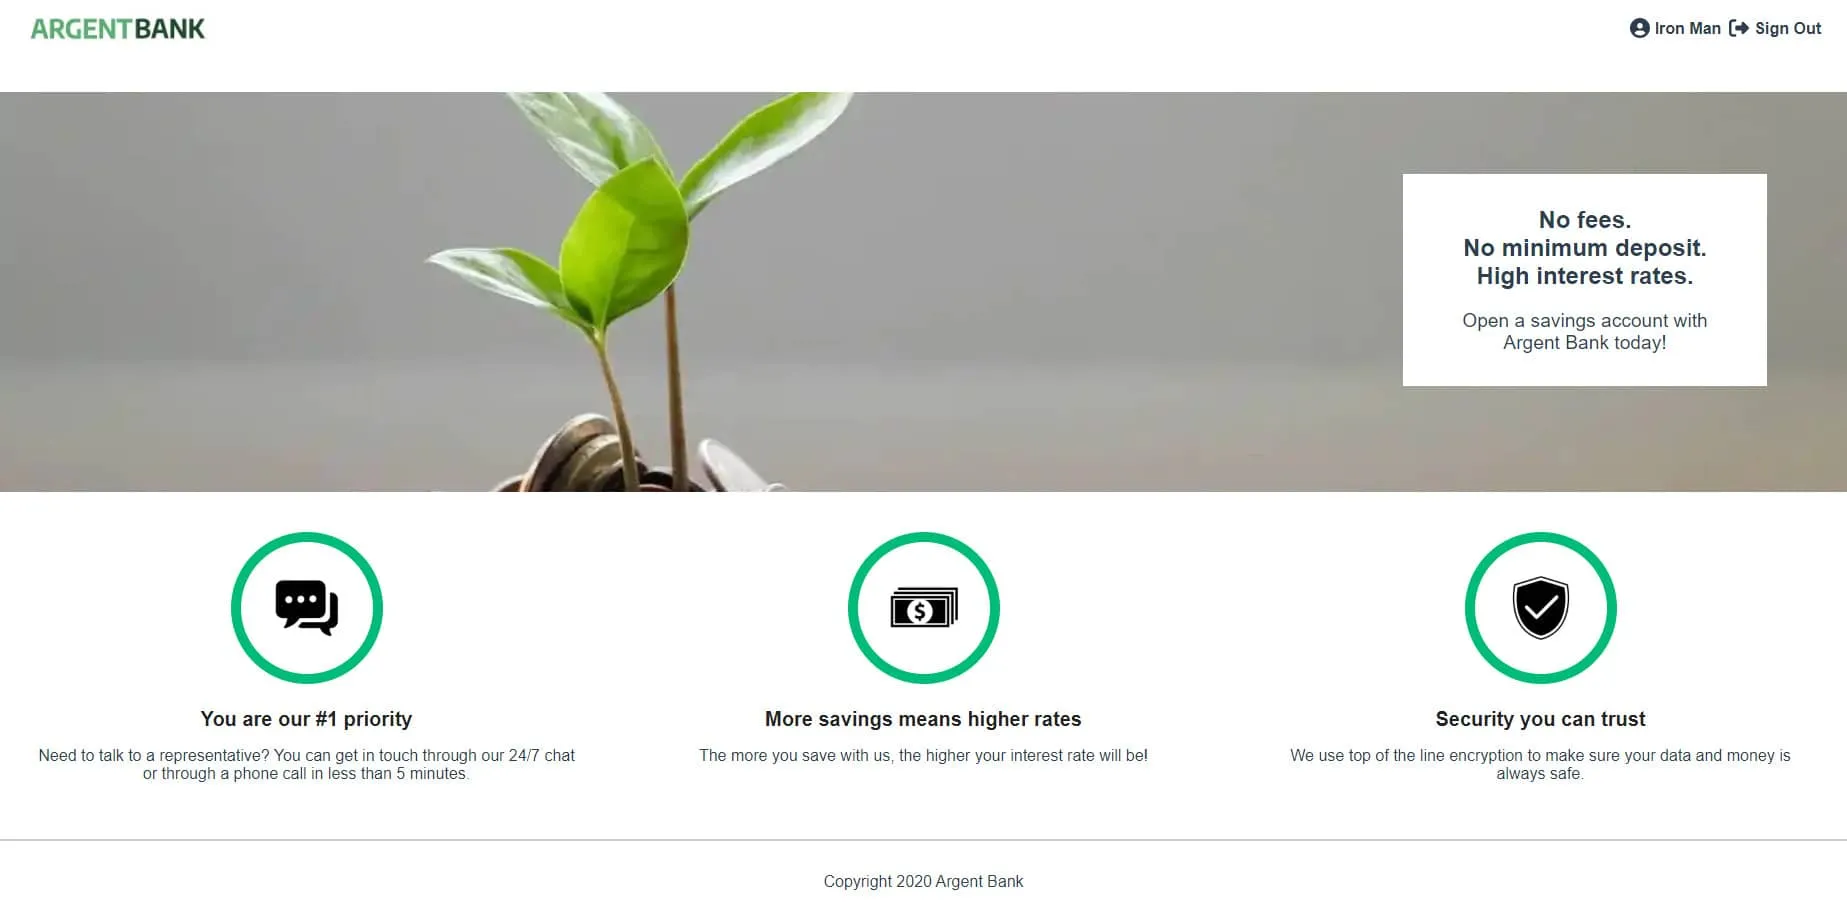 ARGENTBANK
Iron Man Sign Out
No fees.
No minimum deposit.
High interest rates.
Open a savings account with
Argent Bank today!
You are our #1 priority
Need to talk to a representative? You can get in touch through our 24/7 chat
or through a phone call in less than 5 minutes.
More savings means higher rates
The more you save with us, the higher your interest rate will be!
Security you can trust
We use top of the line encryption to make sure your data and money is
always safe.
Copyright 2020 Argent Bank